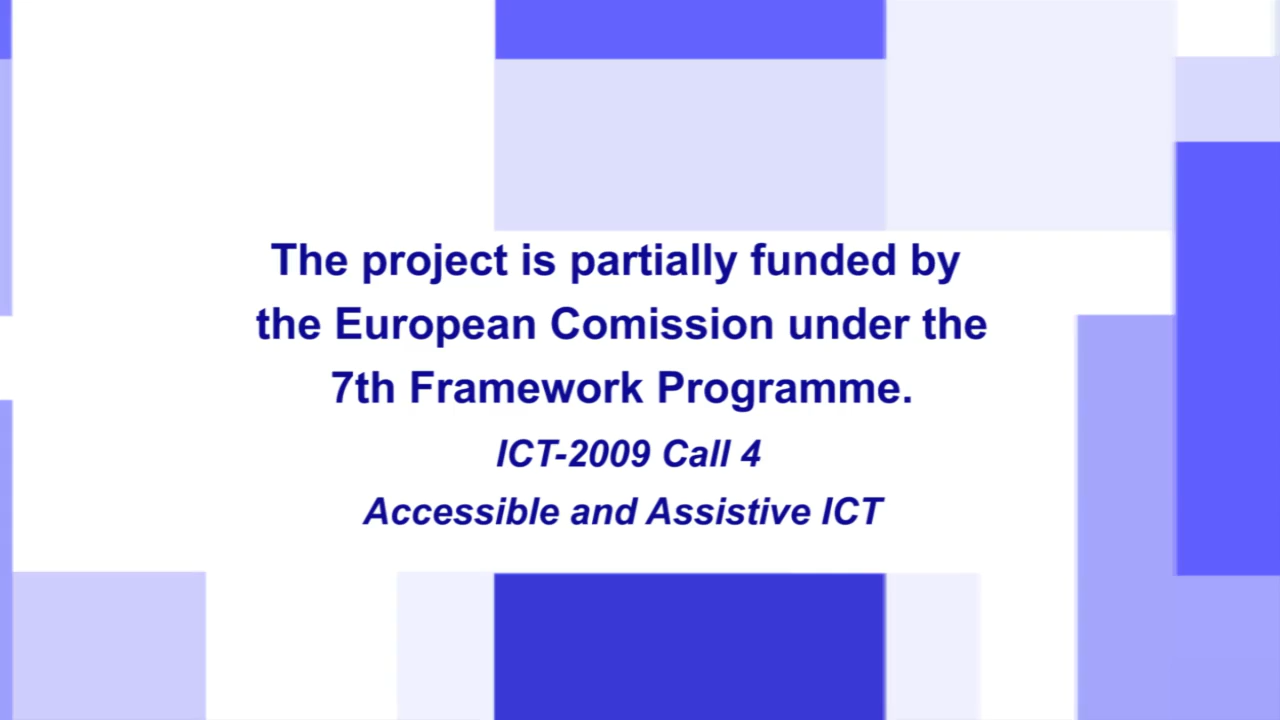 The project is partially funded by
the European Comission under the
7th Framework Programme.
ICT-2009 Call 4
Accessible and Assistive ICT